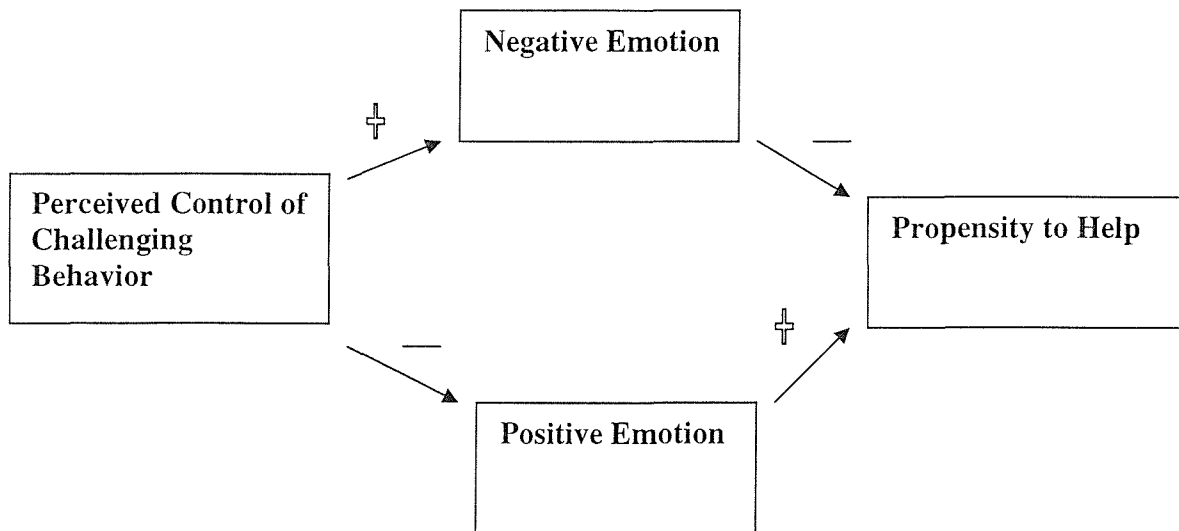 Negative Emotion
+
—
Perceived Control of
Challenging
Behavior
Propensity to Help
+
—
Positive Emotion